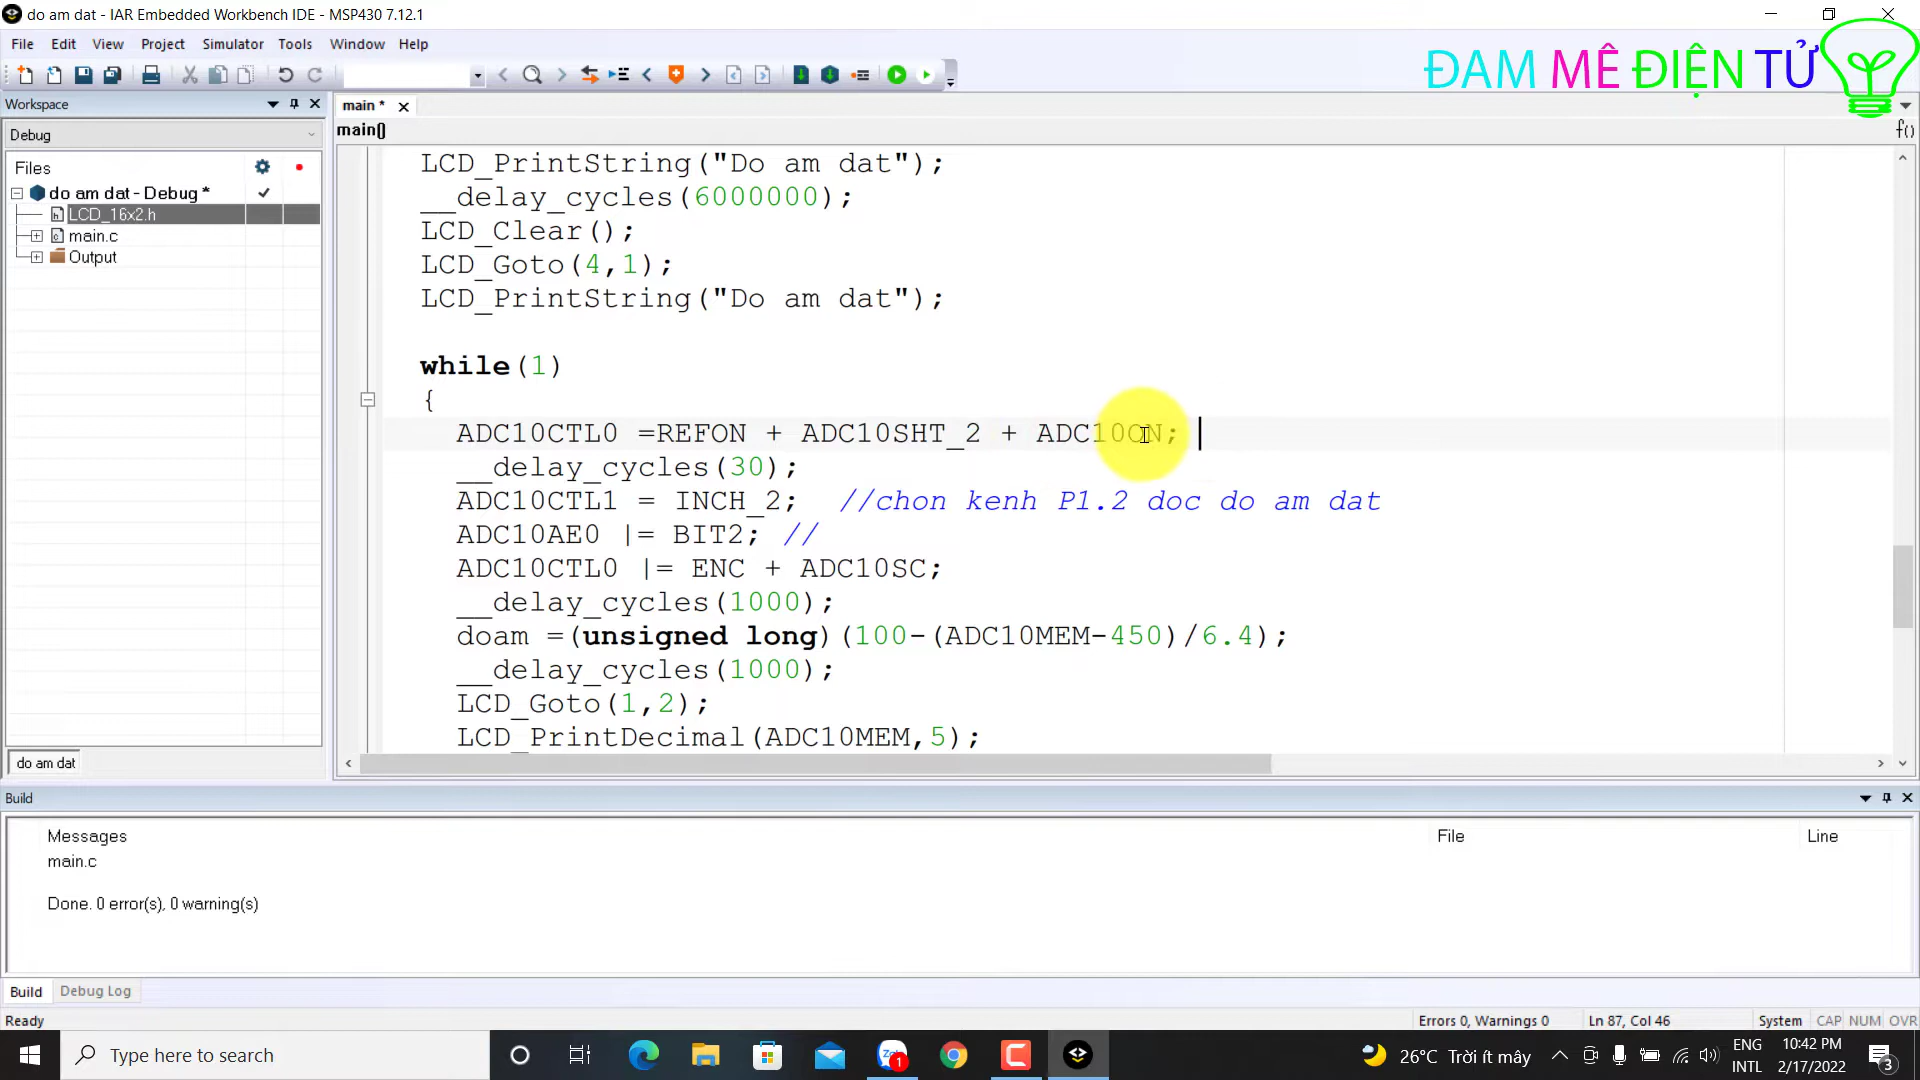 do am dat - IAR Embedded Workbench IDE - MSP430 7.12.1
File Edit View Project Simulator Tools Window Help
ĐAM MÊ ĐIỆN TỬ
Workspace
main *
Debug
main()
f()
Files
do am dat - Debug *
LCD_16x2.h
main.c
Output
LCD_PrintString("Do am dat");
__delay_cycles(6000000);
LCD_Clear();
LCD_Goto(4,1);
LCD_PrintString("Do am dat");
while(1)
{
ADC10CTL0 =REFON + ADC10SHT_2 + ADC10ON;
__delay_cycles(30);
ADC10CTL1 = INCH_2; //chon kenh P1.2 doc do am dat
ADC10AE0 |= BIT2; //
ADC10CTL0 |= ENC + ADC10SC;
__delay_cycles(1000);
doam =(unsigned long)(100-(ADC10MEM-450)/6.4);
__delay_cycles(1000);
LCD_Goto(1,2);
LCD_PrintDecimal(ADC10MEM,5);
do am dat
Build
Messages File Line
main.c
Done. 0 error(s), 0 warning(s)
Build Debug Log
Ready Errors 0, Warnings 0 Ln 87, Col 46 System CAP NUM OVR
Type here to search
Zalo
1
26°C Trời ít mây
ENG
INTL
10:42 PM
2/17/2022
3